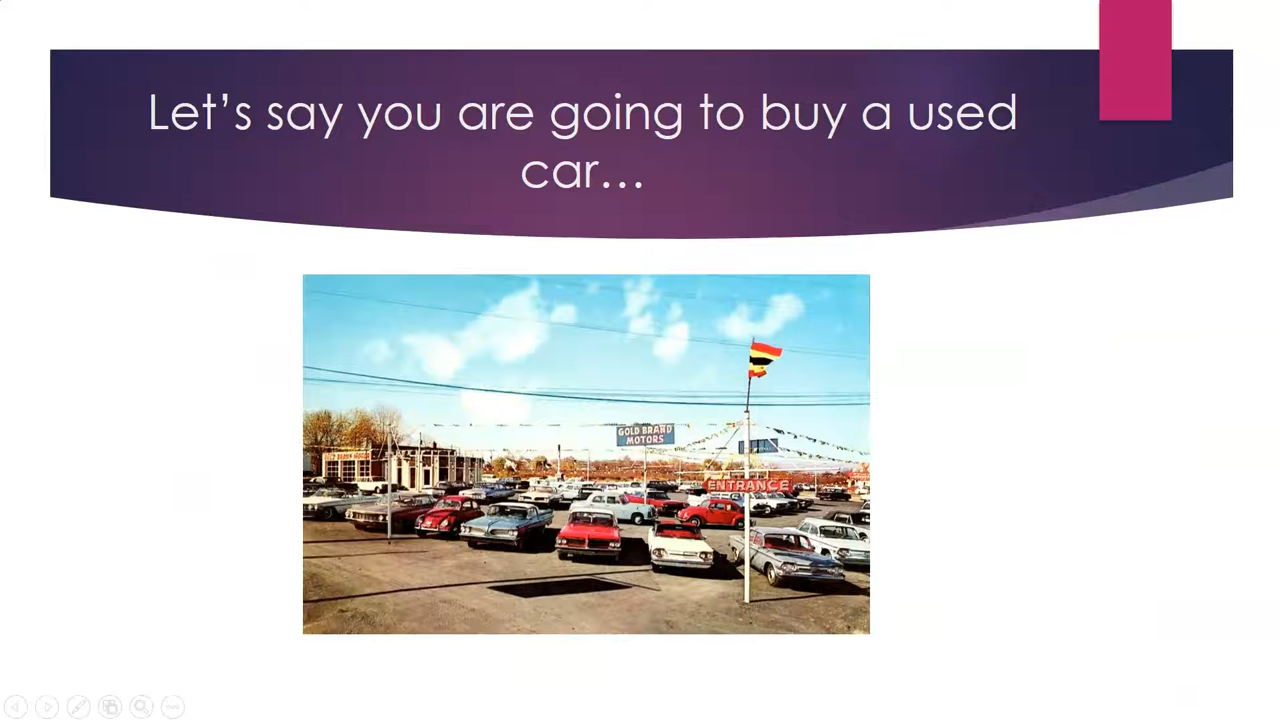 Let's say you are going to buy a used
car...
GOLD BRAND
MOTORS
ENTRANCE